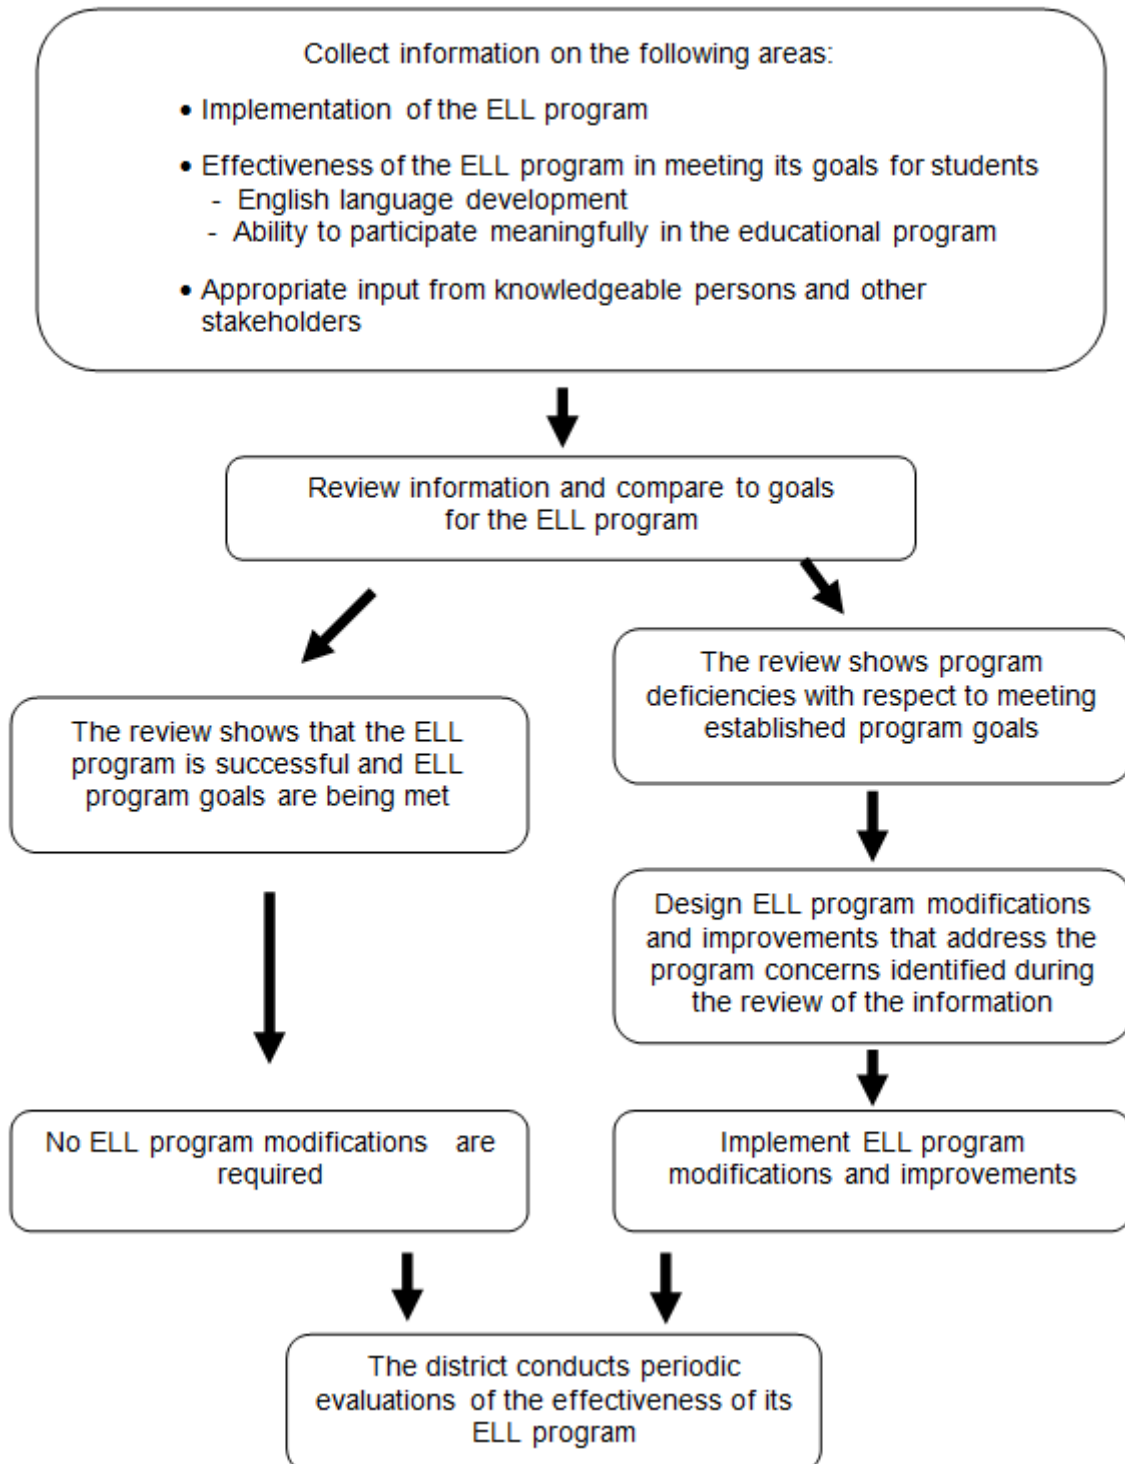 Collect information on the following areas:
• Implementation of the ELL program
• Effectiveness of the ELL program in meeting its goals for students
- English language development
- Ability to participate meaningfully in the educational program
• Appropriate input from knowledgeable persons and other
stakeholders
Review information and compare to goals
for the ELL program
The review shows that the ELL
program is successful and ELL
program goals are being met
The review shows program
deficiencies with respect to meeting
established program goals
Design ELL program modifications
and improvements that address the
program concerns identified during
the review of the information
No ELL program modifications are
required
Implement ELL program
modifications and improvements
The district conducts periodic
evaluations of the effectiveness of its
ELL program